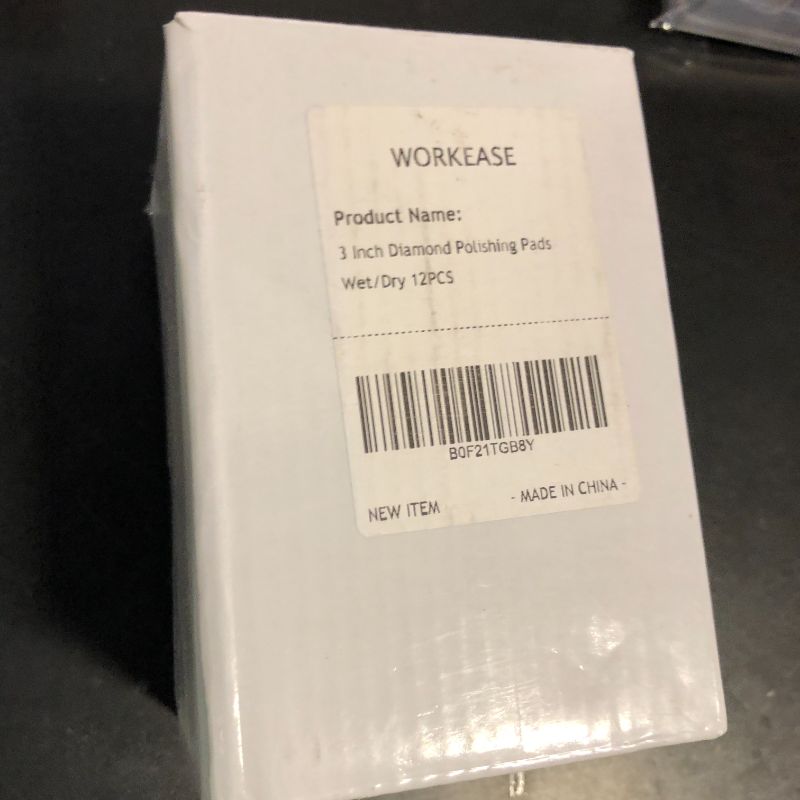 WORKEASE
Product Name:
3 Inch Diamond Polishing Pads
Wet/Dry 12PCS
B0F21TGB8Y
NEW ITEM
- MADE IN CHINA -